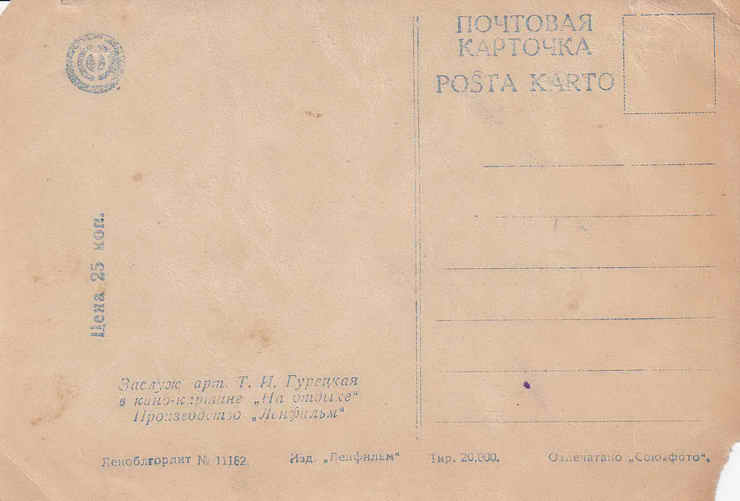 ПОЧТОВАЯ
КАРТОЧКА
POŜTA KARTO
Цена 25 коп.
Заслуж арт. Т. И. Гурецкая
в кино-картине „На отдыхе“
Производство „Ленфильм“
Леноблгорлит № 11182. Изд. „Ленфильм“ Тир. 20.000. Отпечатано „Союзфото“.